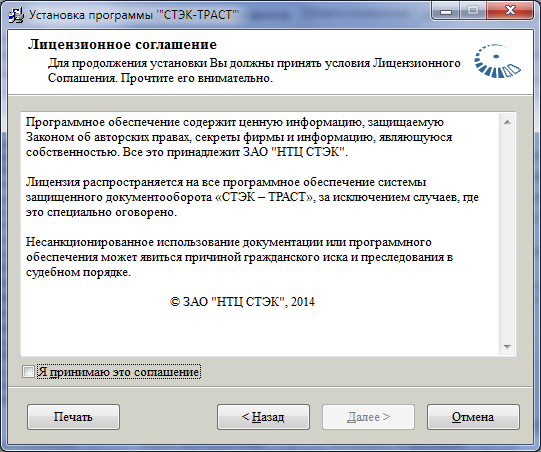 Установка программы '"СТЭК-ТРАСТ"'
Лицензионное соглашение
Для продолжения установки Вы должны принять условия Лицензионного
Соглашения. Прочтите его внимательно.
Программное обеспечение содержит ценную информацию, защищаемую
Законом об авторских правах, секреты фирмы и информацию, являющуюся
собственностью. Все это принадлежит ЗАО "НТЦ СТЭК".
Лицензия распространяется на все программное обеспечение системы
защищенного документооборота «СТЭК – ТРАСТ», за исключением случаев, где
это специально оговорено.
Несанкционированное использование документации или программного
обеспечения может явиться причиной гражданского иска и преследования в
судебном порядке.
© ЗАО "НТЦ СТЭК", 2014
Я принимаю это соглашение
Печать
< Назад
Далее >
Отмена